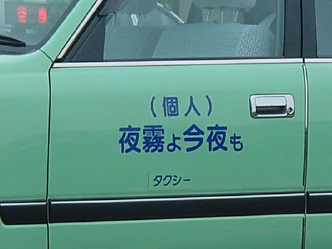 （個人）
夜霧よ今夜も
タクシー